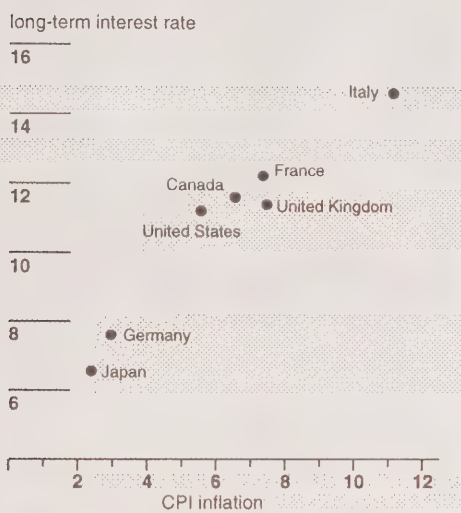 long-term interest rate
16
Italy
14
France
Canada
12
United Kingdom
United States
10
8
Germany
Japan
6
2 4 6 8 10 12
CPI inflation